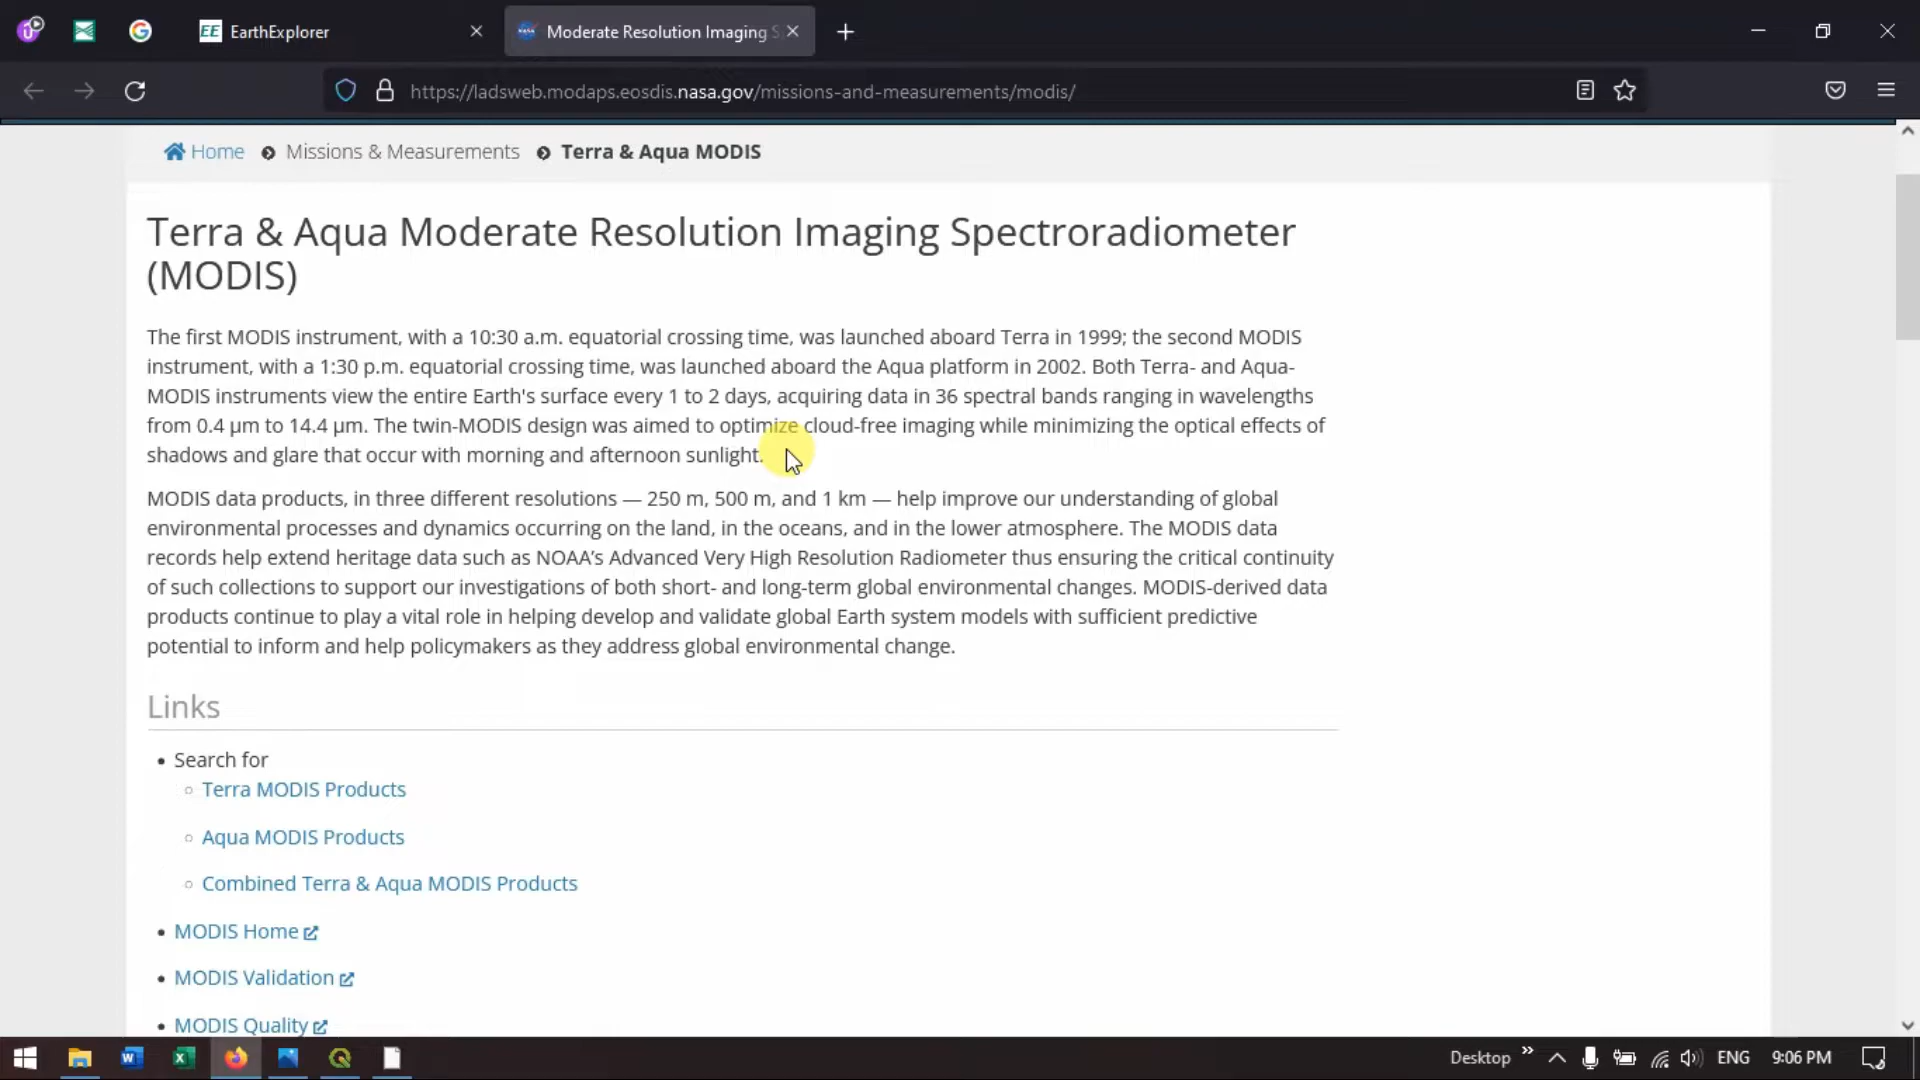 EE EarthExplorer
NASA Moderate Resolution Imaging S
https://ladsweb.modaps.eosdis.nasa.gov/missions-and-measurements/modis/
Home Missions & Measurements Terra & Aqua MODIS
Terra & Aqua Moderate Resolution Imaging Spectroradiometer
(MODIS)
The first MODIS instrument, with a 10:30 a.m. equatorial crossing time, was launched aboard Terra in 1999; the second MODIS
instrument, with a 1:30 p.m. equatorial crossing time, was launched aboard the Aqua platform in 2002. Both Terra- and Aqua-
MODIS instruments view the entire Earth's surface every 1 to 2 days, acquiring data in 36 spectral bands ranging in wavelengths
from 0.4 µm to 14.4 µm. The twin-MODIS design was aimed to optimize cloud-free imaging while minimizing the optical effects of
shadows and glare that occur with morning and afternoon sunlight.
MODIS data products, in three different resolutions — 250 m, 500 m, and 1 km — help improve our understanding of global
environmental processes and dynamics occurring on the land, in the oceans, and in the lower atmosphere. The MODIS data
records help extend heritage data such as NOAA’s Advanced Very High Resolution Radiometer thus ensuring the critical continuity
of such collections to support our investigations of both short- and long-term global environmental changes. MODIS-derived data
products continue to play a vital role in helping develop and validate global Earth system models with sufficient predictive
potential to inform and help policymakers as they address global environmental change.
Links
Search for
Terra MODIS Products
Aqua MODIS Products
Combined Terra & Aqua MODIS Products
MODIS Home
MODIS Validation
MODIS Quality
Desktop ENG 9:06 PM